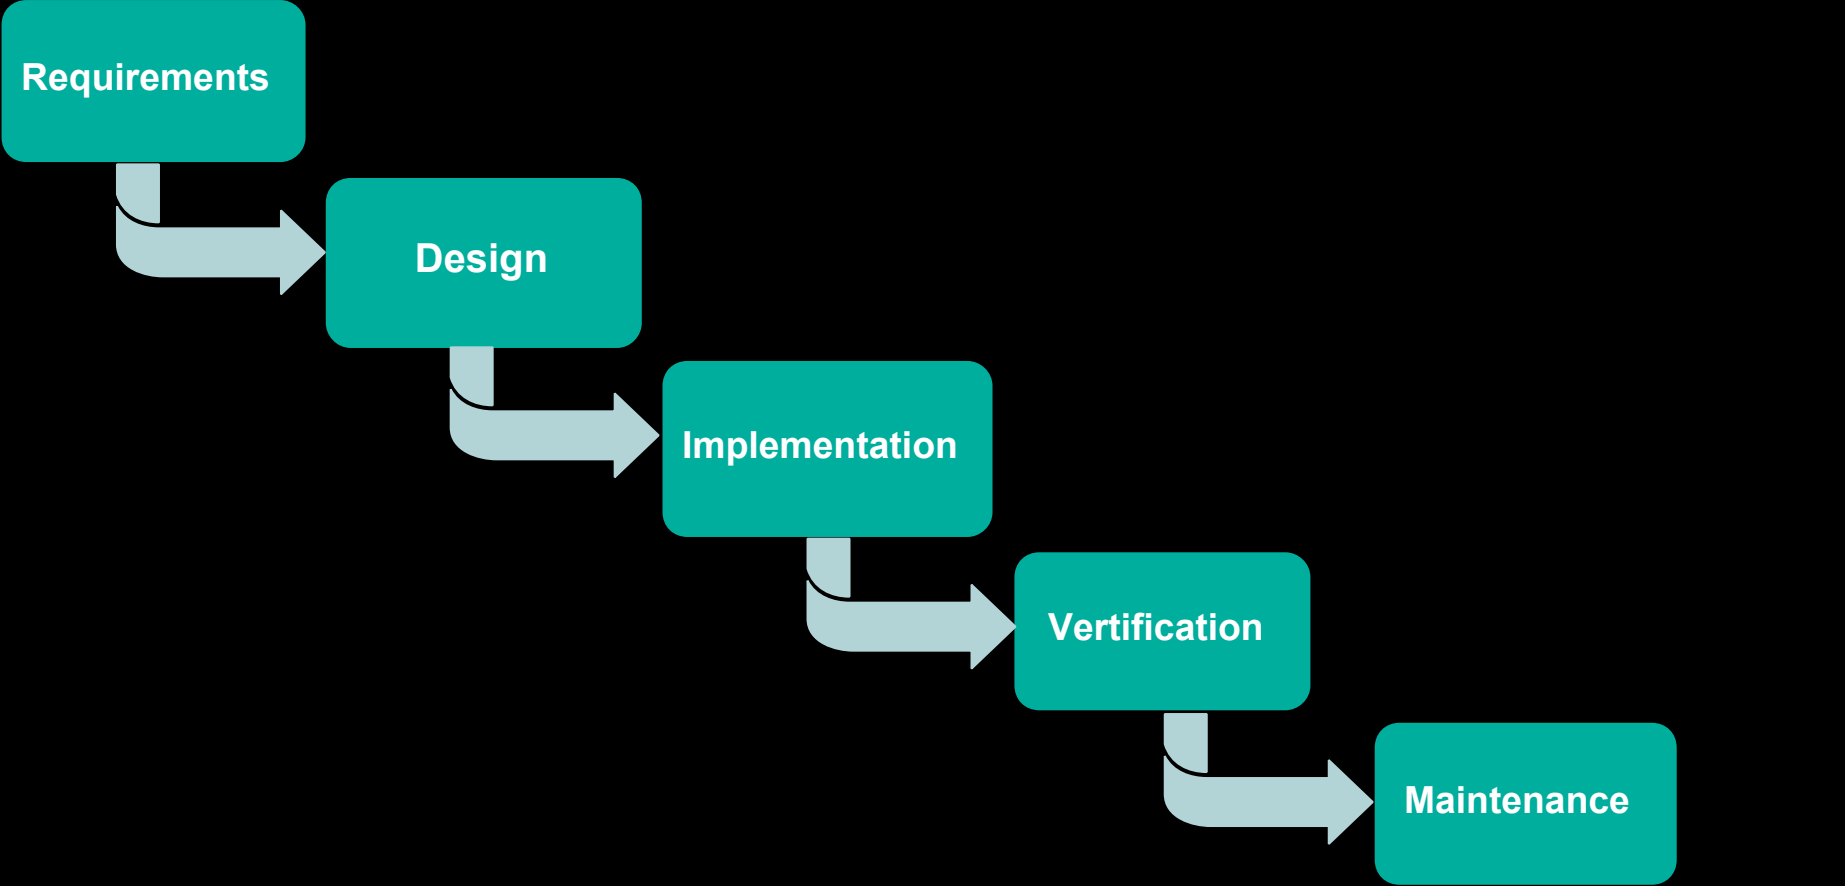 Requirements
Design
Implementation
Vertification
Maintenance